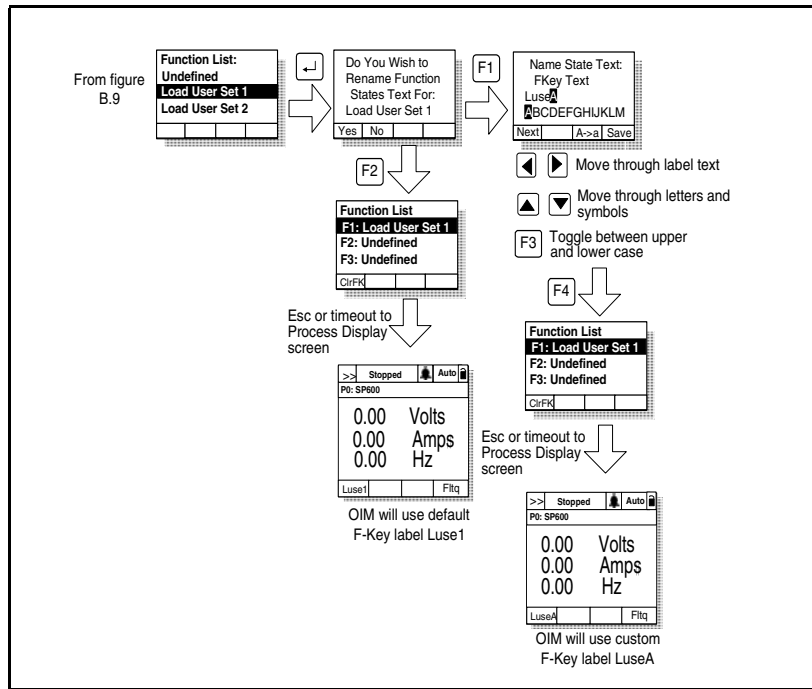 From figure
B.9
Function List:
Undefined
Load User Set 1
Load User Set 2
Do You Wish to
Rename Function
States Text For:
Load User Set 1
Yes No
F1
Name State Text:
FKey Text
LuseA
ABCDEFGHIJKLM
Next A->a Save
Move through label text
Move through letters and
symbols
F3 Toggle between upper
and lower case
F2
Function List
F1: Load User Set 1
F2: Undefined
F3: Undefined
ClrFK
Esc or timeout to
Process Display
screen
>> Stopped Auto
P0: SP600
0.00 Volts
0.00 Amps
0.00 Hz
Luse1 Fltq
OIM will use default
F-Key label Luse1
F4
Function List
F1: Load User Set 1
F2: Undefined
F3: Undefined
ClrFK
Esc or timeout to
Process Display
screen
>> Stopped Auto
P0: SP600
0.00 Volts
0.00 Amps
0.00 Hz
LuseA Fltq
OIM will use custom
F-Key label LuseA